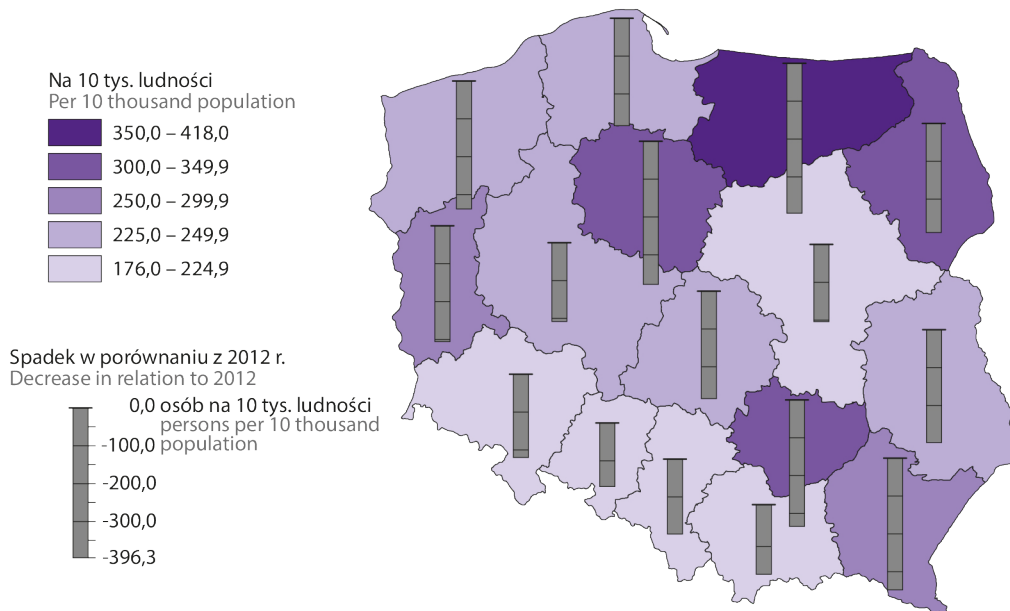 Na 10 tys. ludności
Per 10 thousand population
350,0 – 418,0
300,0 – 349,9
250,0 – 299,9
225,0 – 249,9
176,0 – 224,9
Spadek w porównaniu z 2012 r.
Decrease in relation to 2012
0,0 osób na 10 tys. ludności
persons per 10 thousand
population
-100,0
-200,0
-300,0
-396,3